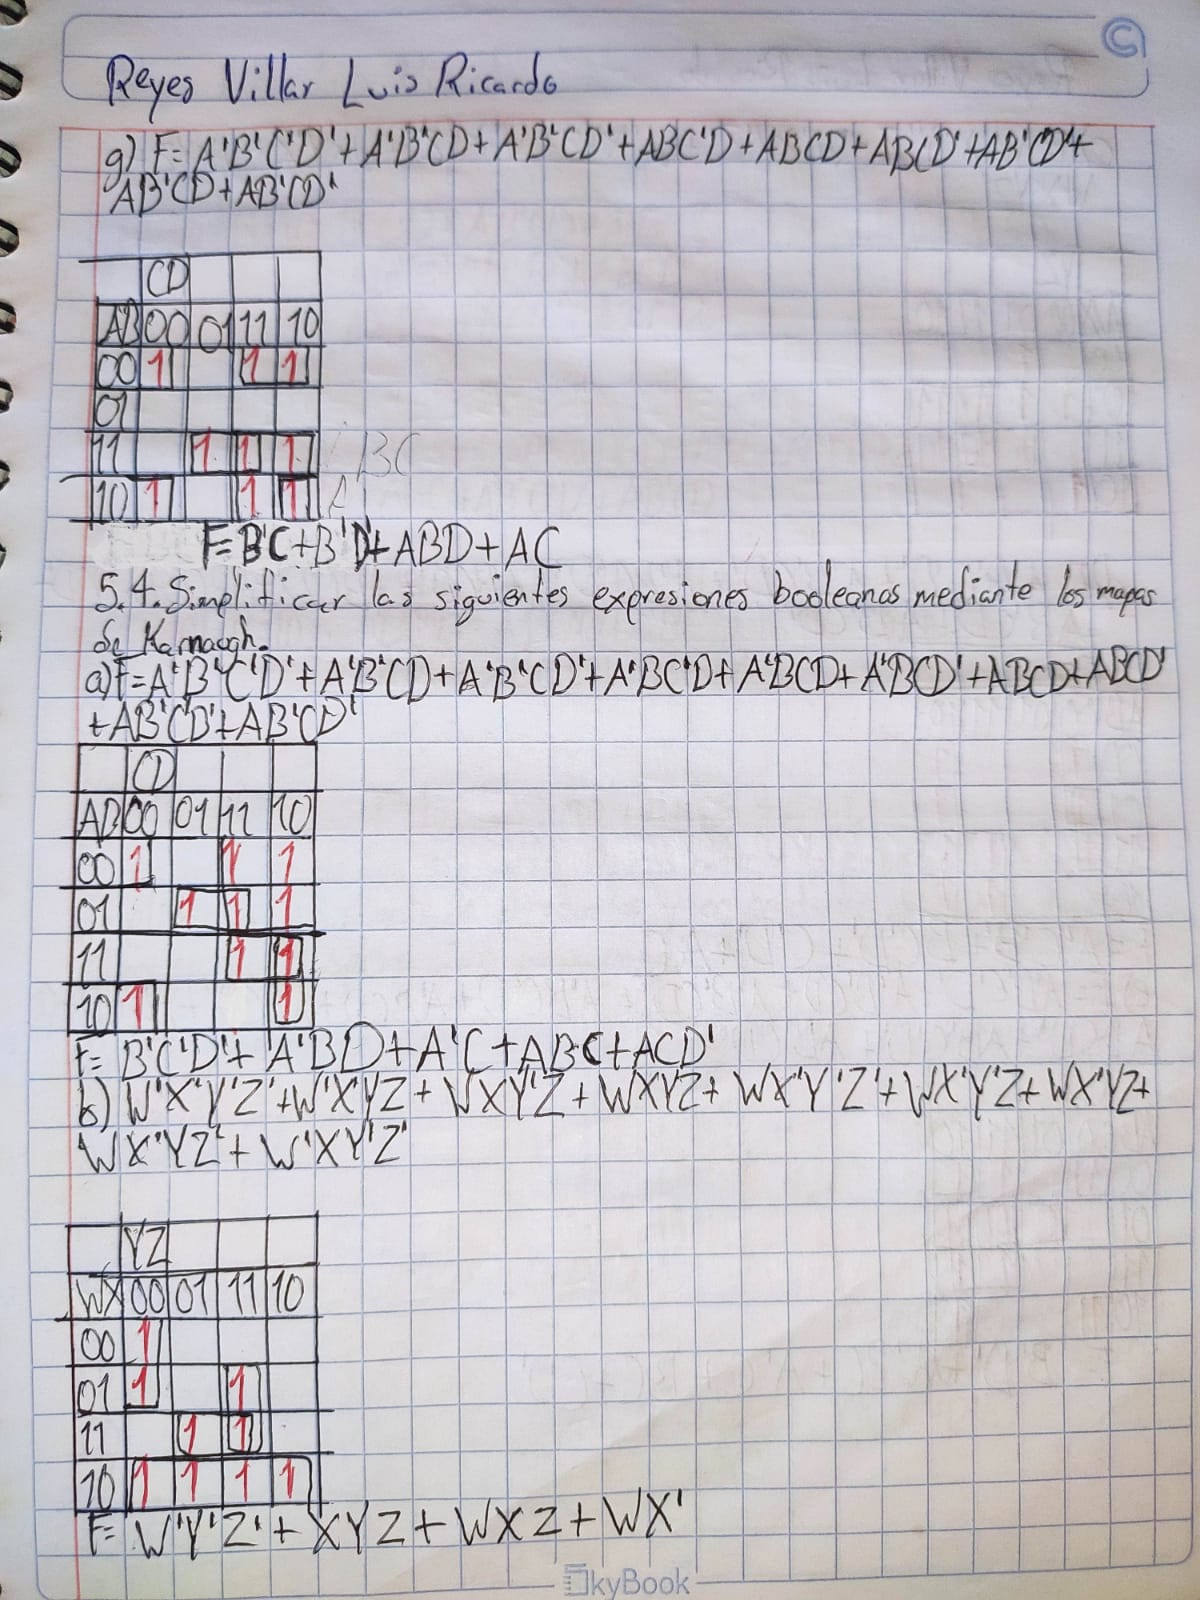 Reyes Villar Luis Ricardo
g) F= A'B'C'D'+A'B'CD+A'B'CD'+ABC'D+ABCD+ABCD'+AB'C'D'+
AB'CD+AB'CD'
CD
AB 00 01 11 10
00 1 1 1
01
11 1 1 1 BC
10 1 1 1 A
F= B'C+B'D'+ABD+AC
5.4. Simplificar las siguientes expresiones booleanas mediante los mapas
de Karnaugh.
a) F=A'B'C'D'+A'B'CD+A'B'CD'+A'BC'D+A'BCD+A'BCD'+ABCD+ABCD'
+AB'C'D'+AB'CD'
CD
AB 00 01 11 10
00 1 1 1
01 1 1 1
11 1 1
10 1 1
F= B'C'D'+ A'BD+A'C+ABC+ACD'
b) W'X'Y'Z'+W'XYZ+WXY'Z+WXYZ+WX'Y'Z'+WX'Y'Z+WX'YZ+
WX'YZ'+ W'XY'Z'
YZ
WX 00 01 11 10
00 1
01 1 1
11 1 1
10 1 1 1 1
F= W'Y'Z' + XYZ+WXZ+WX'
SkyBook